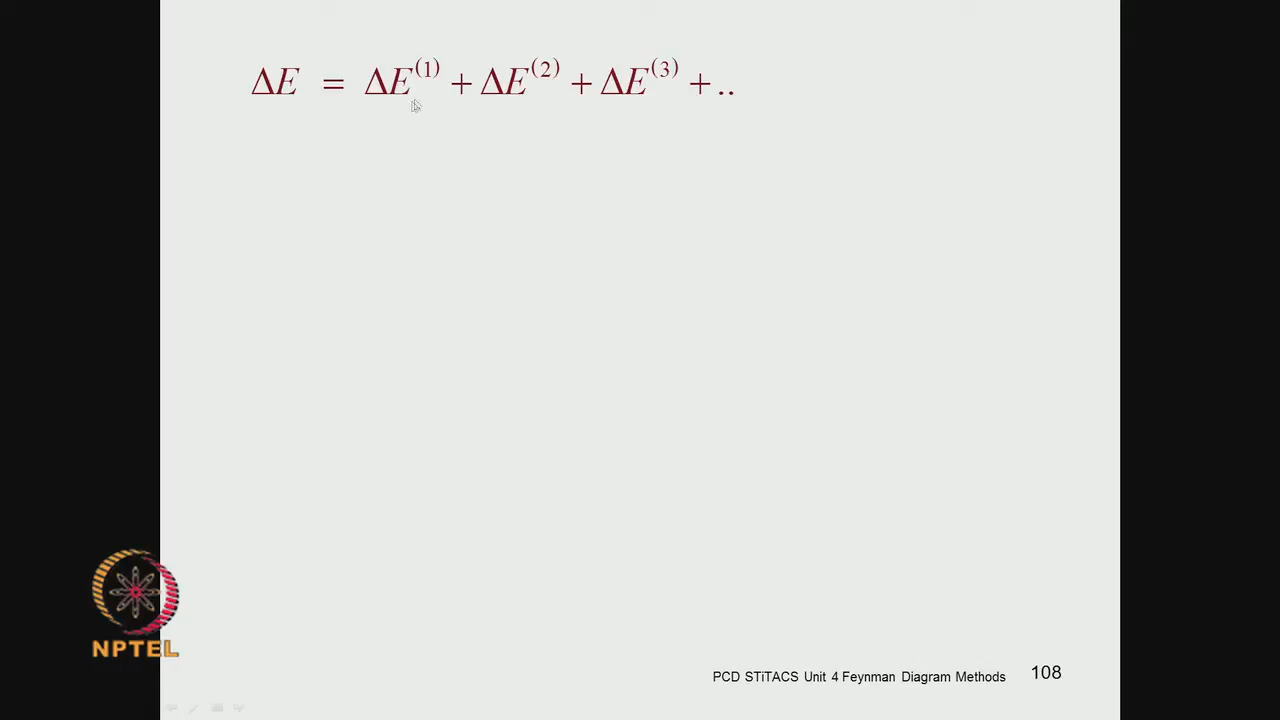 ΔE = ΔE⁽¹⁾ + ΔE⁽²⁾ + ΔE⁽³⁾ + ..
NPTEL
PCD STiTACS Unit 4 Feynman Diagram Methods 108